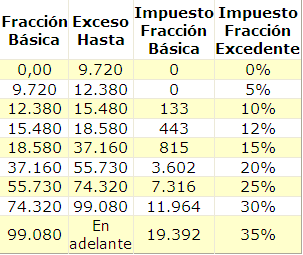 Fracción Básica Exceso Hasta Impuesto Fracción Básica Impuesto Fracción Excedente
0,00 9.720 0 0%
9.720 12.380 0 5%
12.380 15.480 133 10%
15.480 18.580 443 12%
18.580 37.160 815 15%
37.160 55.730 3.602 20%
55.730 74.320 7.316 25%
74.320 99.080 11.964 30%
99.080 En adelante 19.392 35%